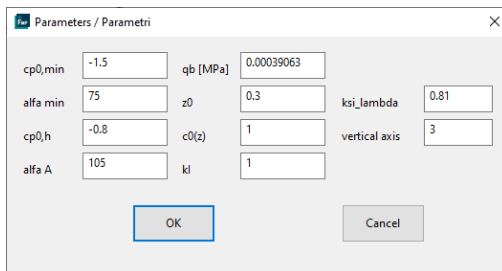 Parameters / Parametri
cp0,min -1.5 qb [MPa] 0.00039063
alfa min 75 z0 0.3 ksi_lambda 0.81
cp0,h -0.8 c0(z) 1 vertical axis 3
alfa A 105 kl 1
OK Cancel